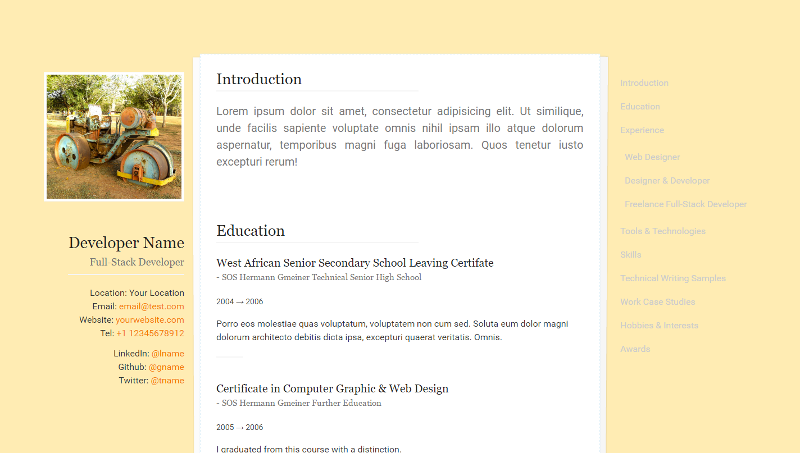 Developer Name
Full-Stack Developer
Location: Your Location
Email: email@test.com
Website: yourwebsite.com
Tel: +1 12345678912
LinkedIn: @lname
Github: @gname
Twitter: @tname
Introduction
Lorem ipsum dolor sit amet, consectetur adipisicing elit. Ut similique,
unde facilis sapiente voluptate omnis nihil ipsam illo atque dolorum
aspernatur, temporibus magni fuga laboriosam. Quos tenetur iusto
excepturi rerum!
Education
West African Senior Secondary School Leaving Certifate
- SOS Hermann Gmeiner Technical Senior High School
2004 → 2006
Porro eos molestiae quas voluptatum, voluptatem non cum sed. Soluta eum dolor magni
dolorum architecto debitis dicta ipsa, excepturi quaerat veritatis. Omnis.
Certificate in Computer Graphic & Web Design
- SOS Hermann Gmeiner Further Education
2005 → 2006
I graduated from this course with a distinction.
Introduction
Education
Experience
Web Designer
Designer & Developer
Freelance Full-Stack Developer
Tools & Technologies
Skills
Technical Writing Samples
Work Case Studies
Hobbies & Interests
Awards